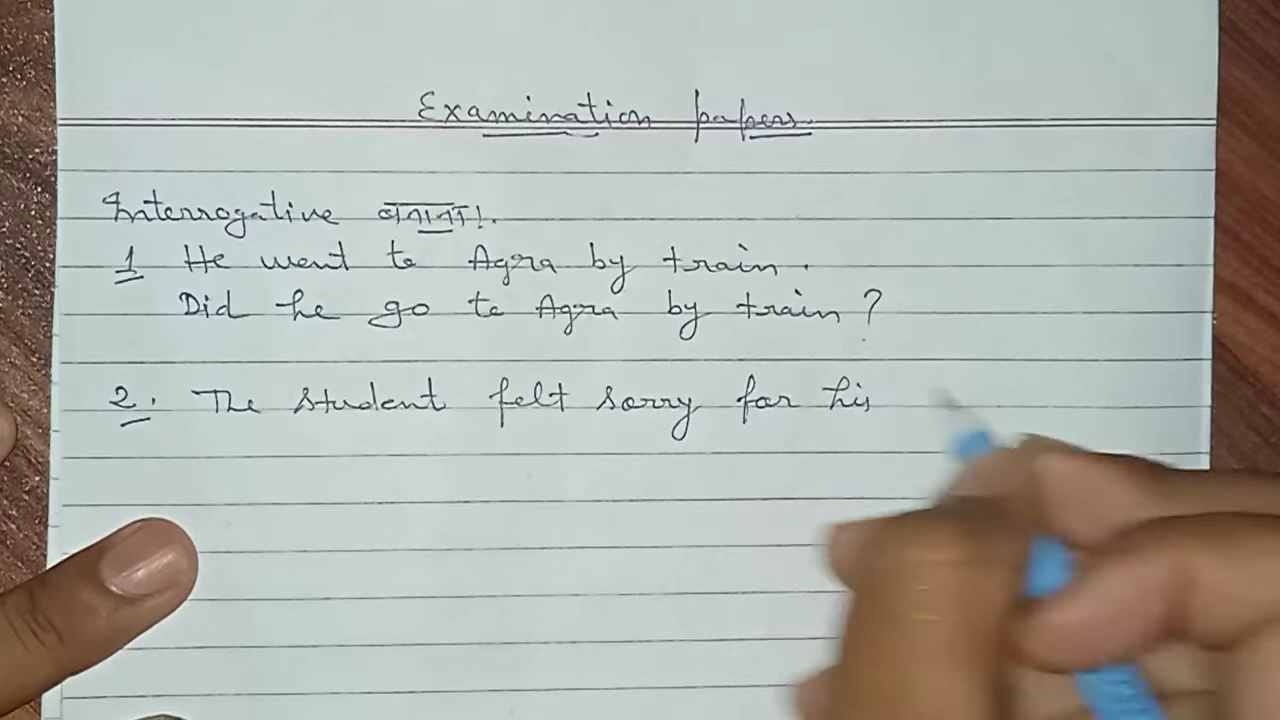 Examination papers.
Interrogative बनाना!.
1 He went to Agra by train.
Did he go to Agra by train?
2. The student felt sorry for his